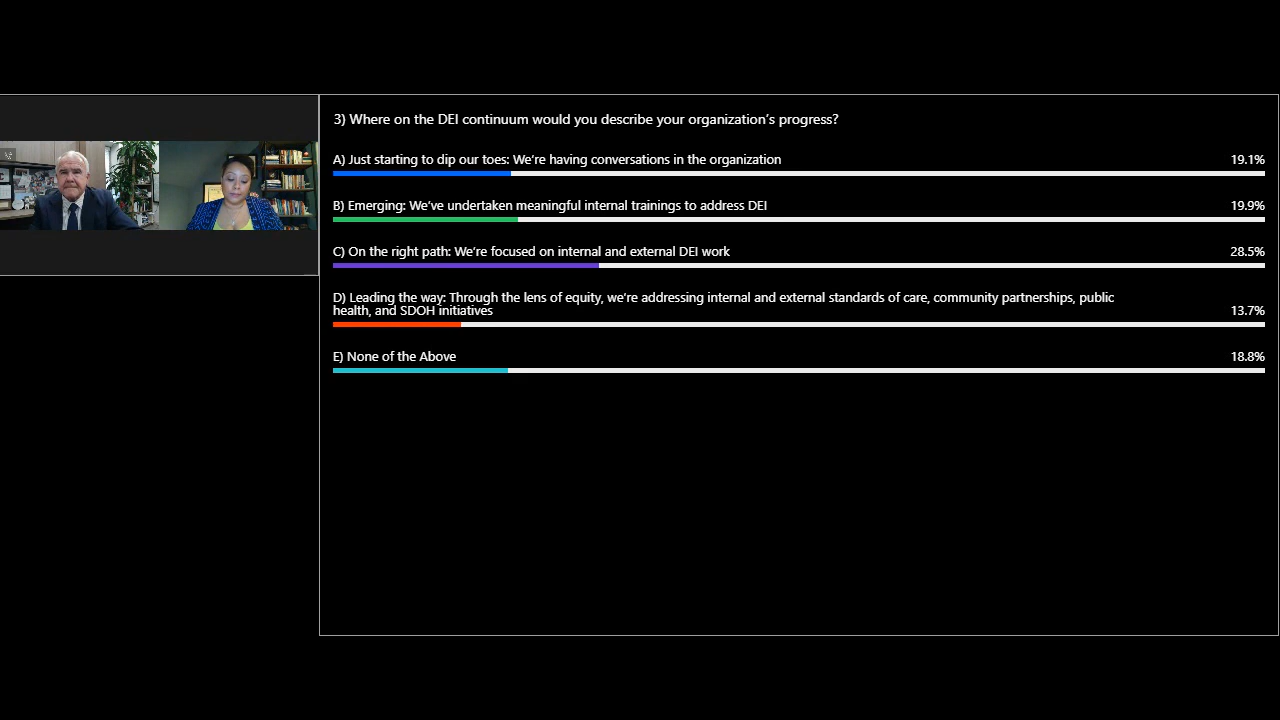 3) Where on the DEI continuum would you describe your organization’s progress?
A) Just starting to dip our toes: We’re having conversations in the organization 19.1%
B) Emerging: We’ve undertaken meaningful internal trainings to address DEI 19.9%
C) On the right path: We’re focused on internal and external DEI work 28.5%
D) Leading the way: Through the lens of equity, we’re addressing internal and external standards of care, community partnerships, public
health, and SDOH initiatives 13.7%
E) None of the Above 18.8%